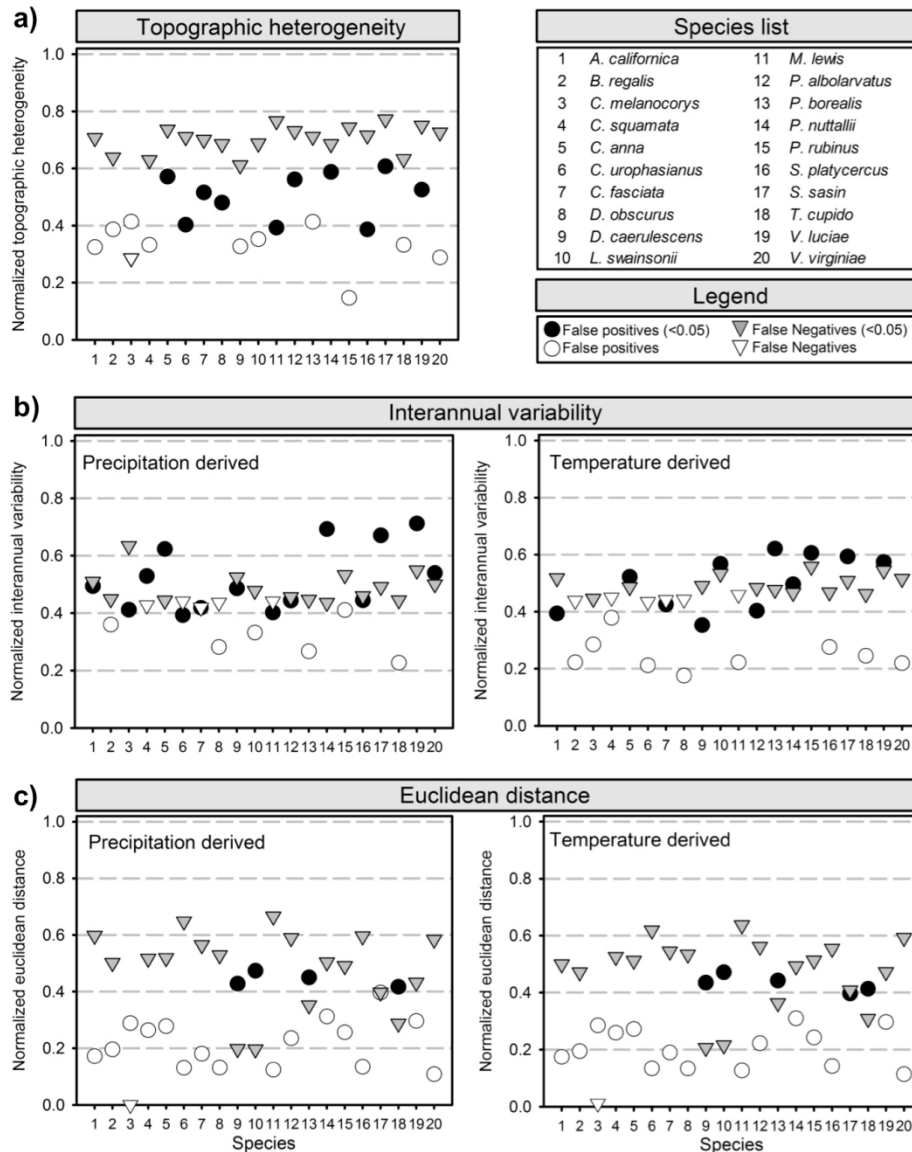 a)
Topographic heterogeneity
Normalized topographic heterogeneity
1.0
0.8
0.6
0.4
0.2
0.0
1 2 3 4 5 6 7 8 9 10 11 12 13 14 15 16 17 18 19 20
Species list
1 A. californica 11 M. lewis
2 B. regalis 12 P. albolarvatus
3 C. melanocorys 13 P. borealis
4 C. squamata 14 P. nuttallii
5 C. anna 15 P. rubinus
6 C. urophasianus 16 S. platycercus
7 C. fasciata 17 S. sasin
8 D. obscurus 18 T. cupido
9 D. caerulescens 19 V. luciae
10 L. swainsonii 20 V. virginiae
Legend
False positives (<0.05) False Negatives (<0.05)
False positives False Negatives
b)
Interannual variability
Precipitation derived
Normalized interannual variability
1.0
0.8
0.6
0.4
0.2
0.0
1 2 3 4 5 6 7 8 9 10 11 12 13 14 15 16 17 18 19 20
Temperature derived
Normalized interannual variability
1.0
0.8
0.6
0.4
0.2
0.0
1 2 3 4 5 6 7 8 9 10 11 12 13 14 15 16 17 18 19 20
c)
Euclidean distance
Precipitation derived
Normalized euclidean distance
1.0
0.8
0.6
0.4
0.2
0.0
1 2 3 4 5 6 7 8 9 10 11 12 13 14 15 16 17 18 19 20
Species
Temperature derived
Normalized euclidean distance
1.0
0.8
0.6
0.4
0.2
0.0
1 2 3 4 5 6 7 8 9 10 11 12 13 14 15 16 17 18 19 20
Species